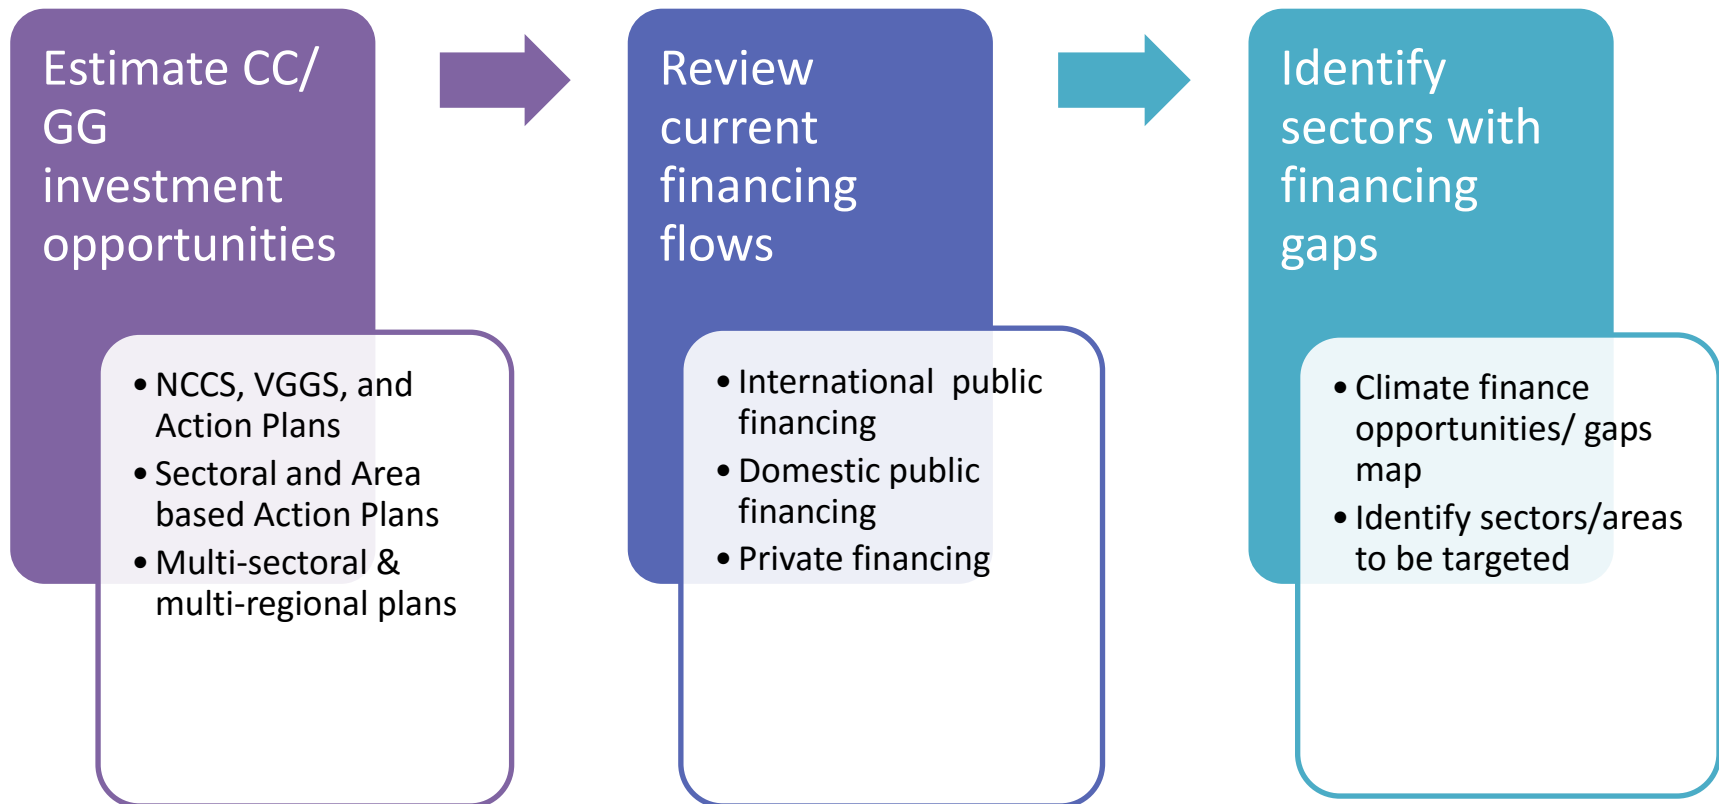 Estimate CC/
GG
investment
opportunities
• NCCS, VGGS, and
Action Plans
• Sectoral and Area
based Action Plans
• Multi-sectoral &
multi-regional plans
Review
current
financing
flows
• International  public
financing
• Domestic public
financing
• Private financing
Identify
sectors with
financing
gaps
• Climate finance
opportunities/ gaps
map
• Identify sectors/areas
to be targeted